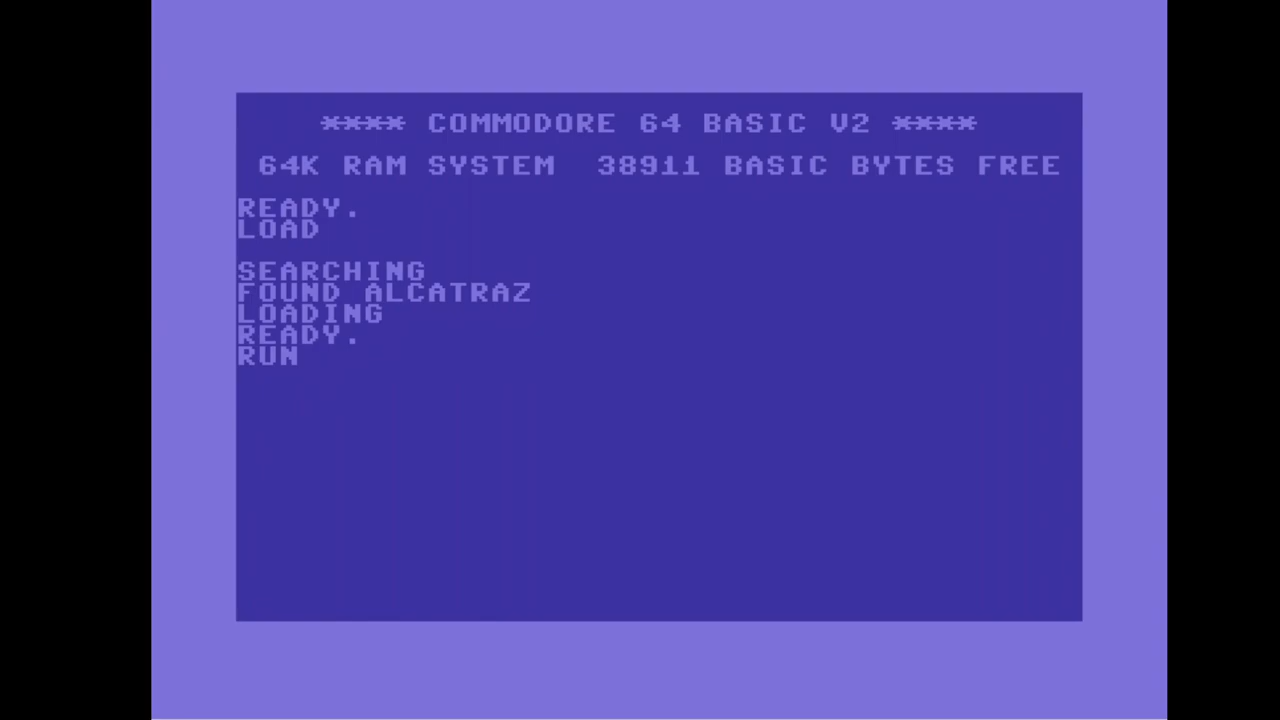 **** COMMODORE 64 BASIC V2 ****
64K RAM SYSTEM  38911 BASIC BYTES FREE
READY.
LOAD
SEARCHING
FOUND ALCATRAZ
LOADING
READY.
RUN